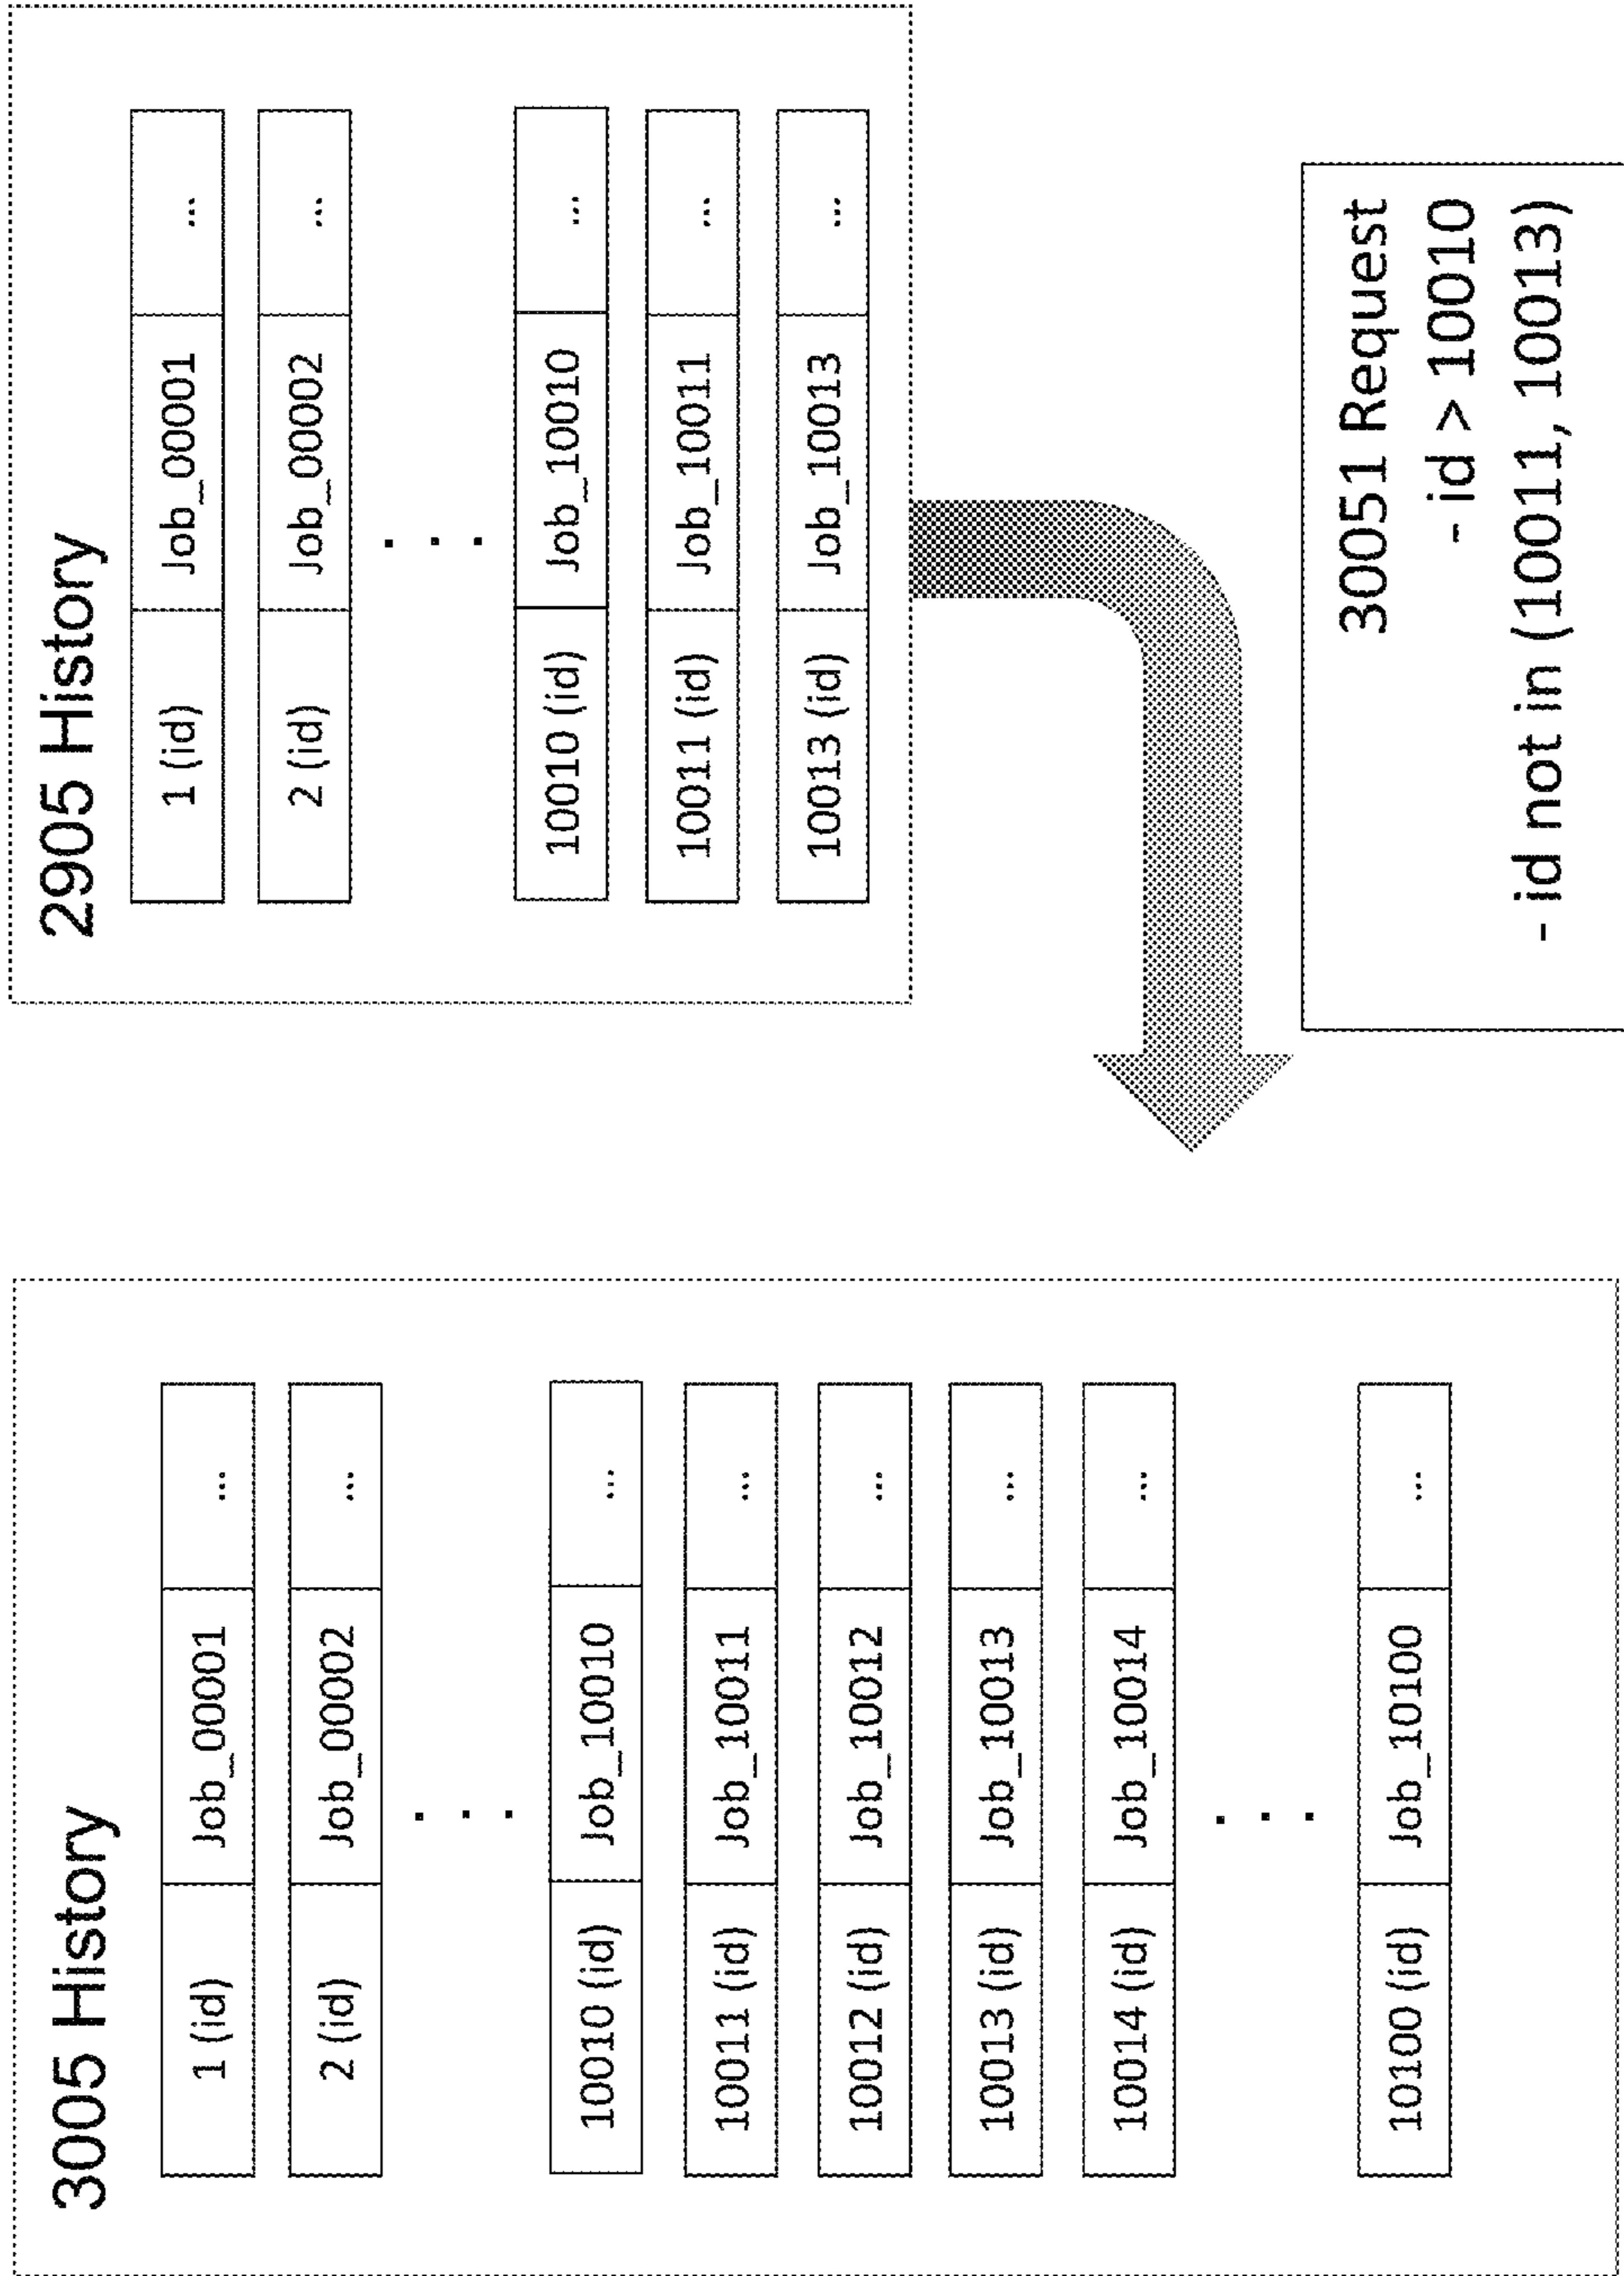 3005 History
1 (id) Job_00001 ...
2 (id) Job_00002 ...
. . .
10010 (id) Job_10010 ...
10011 (id) Job_10011 ...
10012 (id) Job_10012 ...
10013 (id) Job_10013 ...
10014 (id) Job_10014 ...
. . .
10100 (id) Job_10100 ...
2905 History
1 (id) Job_00001 ...
2 (id) Job_00002 ...
. . .
10010 (id) Job_10010 ...
10011 (id) Job_10011 ...
10013 (id) Job_10013 ...
30051 Request
- id > 10010
- id not in (10011, 10013)